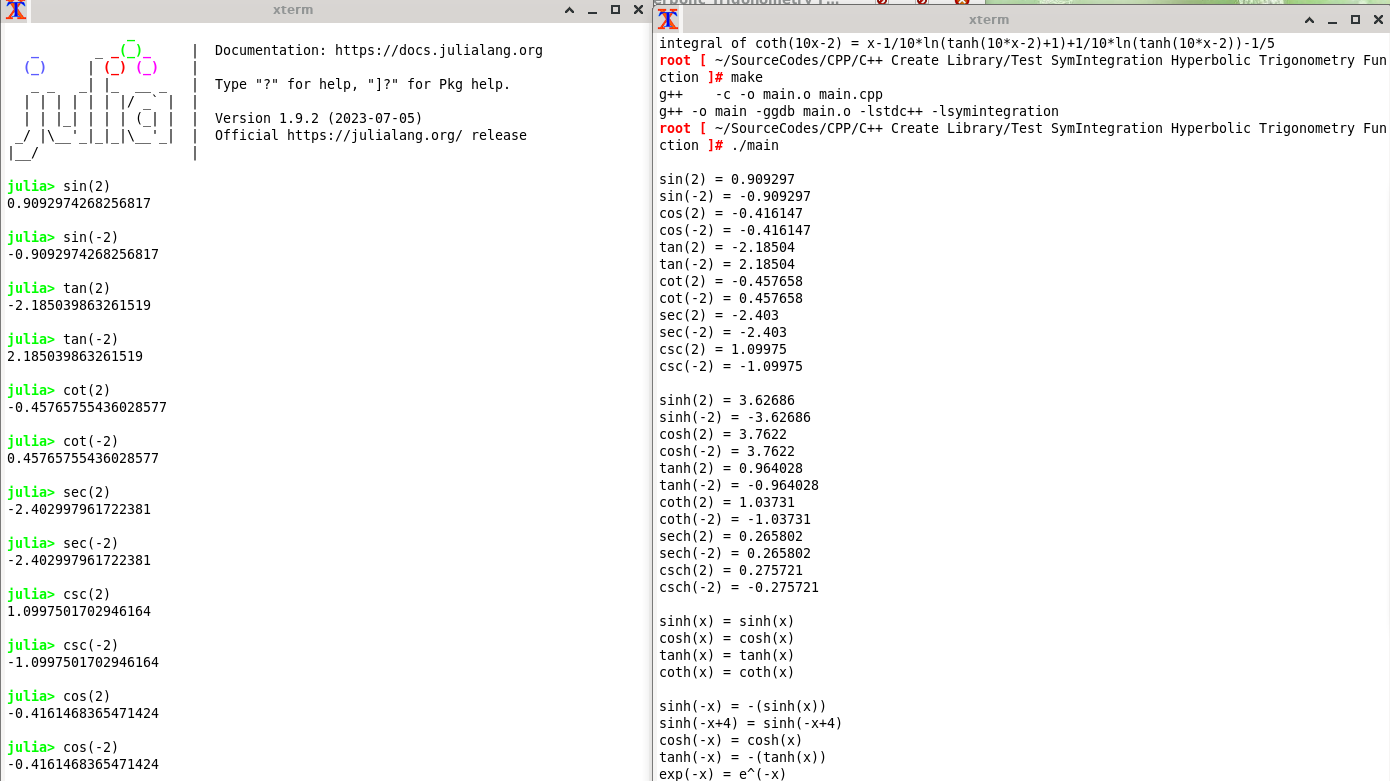 xterm
Documentation: https://docs.julialang.org
Type "?" for help, "]?" for Pkg help.
Version 1.9.2 (2023-07-05)
Official https://julialang.org/ release
julia> sin(2)
0.9092974268256817
julia> sin(-2)
-0.9092974268256817
julia> tan(2)
-2.185039863261519
julia> tan(-2)
2.185039863261519
julia> cot(2)
-0.45765755436028577
julia> cot(-2)
0.45765755436028577
julia> sec(2)
-2.402997961722381
julia> sec(-2)
-2.402997961722381
julia> csc(2)
1.0997501702946164
julia> csc(-2)
-1.0997501702946164
julia> cos(2)
-0.4161468365471424
julia> cos(-2)
-0.4161468365471424
xterm
integral of coth(10x-2) = x-1/10*ln(tanh(10*x-2)+1)+1/10*ln(tanh(10*x-2))-1/5
root [ ~/SourceCodes/CPP/C++ Create Library/Test SymIntegration Hyperbolic Trigonometry Fun
ction ]# make
g++    -c -o main.o main.cpp
g++ -o main -ggdb main.o -lstdc++ -lsymintegration
root [ ~/SourceCodes/CPP/C++ Create Library/Test SymIntegration Hyperbolic Trigonometry Fun
ction ]# ./main
sin(2) = 0.909297
sin(-2) = -0.909297
cos(2) = -0.416147
cos(-2) = -0.416147
tan(2) = -2.18504
tan(-2) = 2.18504
cot(2) = -0.457658
cot(-2) = 0.457658
sec(2) = -2.403
sec(-2) = -2.403
csc(2) = 1.09975
csc(-2) = -1.09975
sinh(2) = 3.62686
sinh(-2) = -3.62686
cosh(2) = 3.7622
cosh(-2) = 3.7622
tanh(2) = 0.964028
tanh(-2) = -0.964028
coth(2) = 1.03731
coth(-2) = -1.03731
sech(2) = 0.265802
sech(-2) = 0.265802
csch(2) = 0.275721
csch(-2) = -0.275721
sinh(x) = sinh(x)
cosh(x) = cosh(x)
tanh(x) = tanh(x)
coth(x) = coth(x)
sinh(-x) = -(sinh(x))
sinh(-x+4) = sinh(-x+4)
cosh(-x) = cosh(x)
tanh(-x) = -(tanh(x))
exp(-x) = e^(-x)